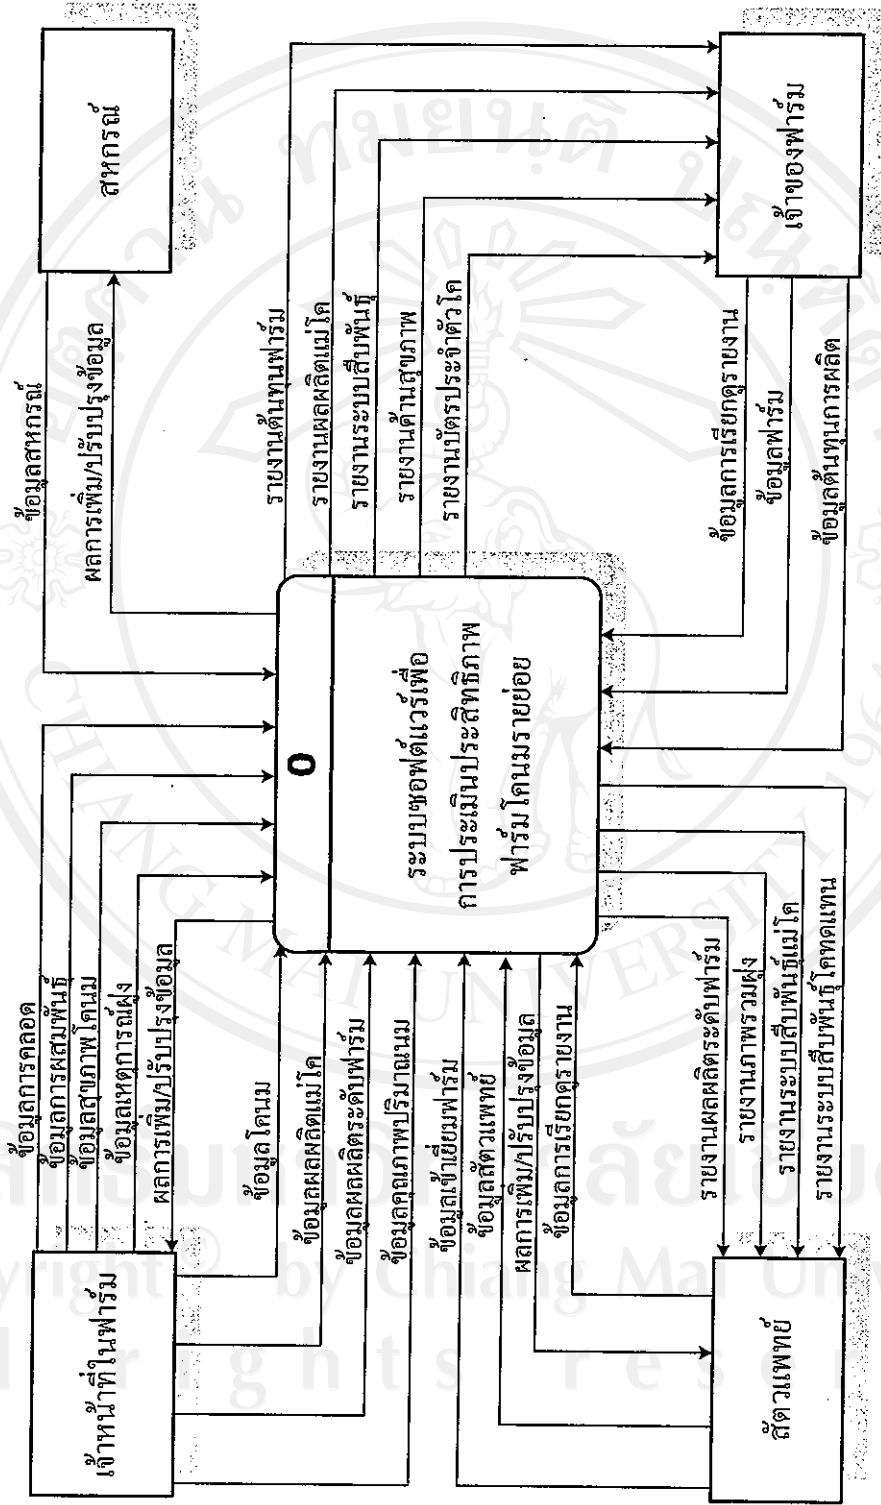 เจ้าหน้าที่ในฟาร์ม
ข้อมูลการคลอด
ข้อมูลการผสมพันธุ์
ข้อมูลสุขภาพโคนม
ข้อมูลเหตุการณ์ฝูง
ผลการเพิ่ม/ปรับปรุงข้อมูล
ข้อมูลโคนม
ข้อมูลผลผลิตแม่โค
ข้อมูลผลผลิตระดับฟาร์ม
ข้อมูลคุณภาพปริมาณนม
สหกรณ์
ข้อมูลสหกรณ์
ผลการเพิ่ม/ปรับปรุงข้อมูล
0
ระบบซอฟต์แวร์เพื่อ
การประเมินประสิทธิภาพ
ฟาร์มโคนมรายย่อย
รายงานต้นทุนฟาร์ม
รายงานผลผลิตแม่โค
รายงานระบบสืบพันธุ์
รายงานด้านสุขภาพ
รายงานบัตรประจำตัวโค
เจ้าของฟาร์ม
ข้อมูลการเรียกดูรายงาน
ข้อมูลฟาร์ม
ข้อมูลต้นทุนการผลิต
ข้อมูลเข้าเยี่ยมฟาร์ม
ข้อมูลสัตวแพทย์
ผลการเพิ่ม/ปรับปรุงข้อมูล
ข้อมูลการเรียกดูรายงาน
สัตวแพทย์
รายงานผลผลิตระดับฟาร์ม
รายงานภาพรวมฝูง
รายงานระบบสืบพันธุ์แม่โค
รายงานระบบสืบพันธุ์โคทดแทน
CHIANG MAI UNIVERSITY 1964
by Chiang Mai
rights